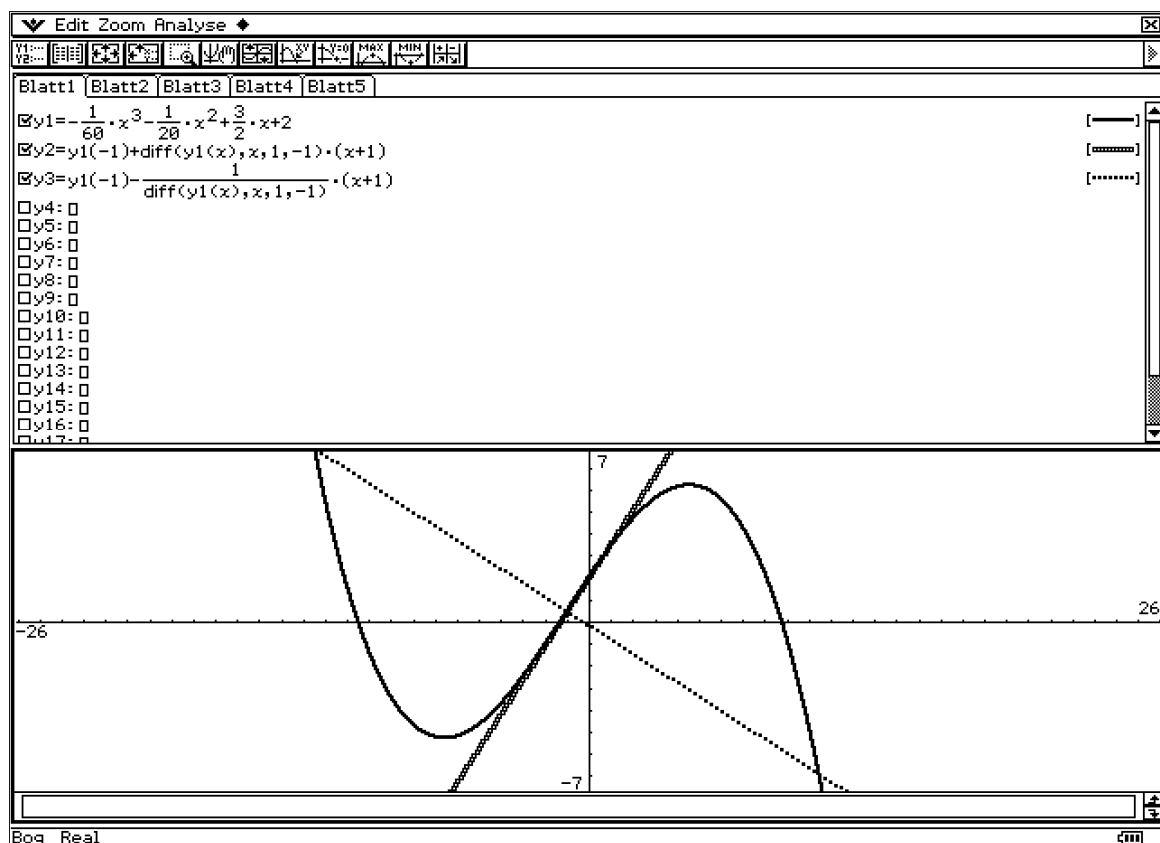 Edit Zoom Analyse
Blatt1 Blatt2 Blatt3 Blatt4 Blatt5
y1=-1/60·x^3-1/20·x^2+3/2·x+2
y2=y1(-1)+diff(y1(x),x,1,-1)·(x+1)
y3=y1(-1)-1/diff(y1(x),x,1,-1)·(x+1)
y4:
y5:
y6:
y7:
y8:
y9:
y10:
y11:
y12:
y13:
y14:
y15:
y16:
y17:
7
-26
26
-7
Bog Real